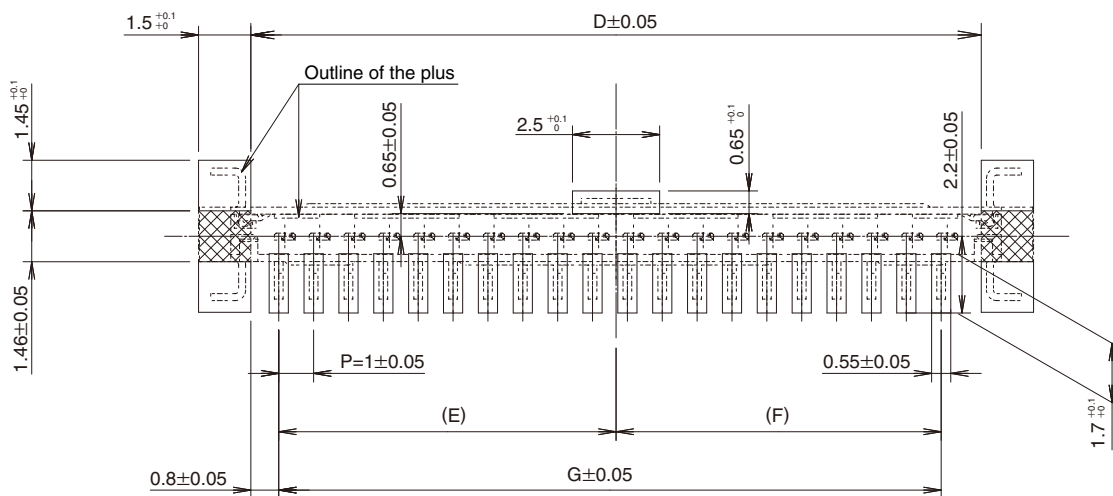 1.5 +0.1 +0
D±0.05
Outline of the plus
1.45 +0.1 0
0.65±0.05
2.5 +0.1 0
0.65 +0.1 0
2.2±0.05
1.46±0.05
P=1±0.05
0.55±0.05
(E)
(F)
1.7 +0.1 0
0.8±0.05
G±0.05